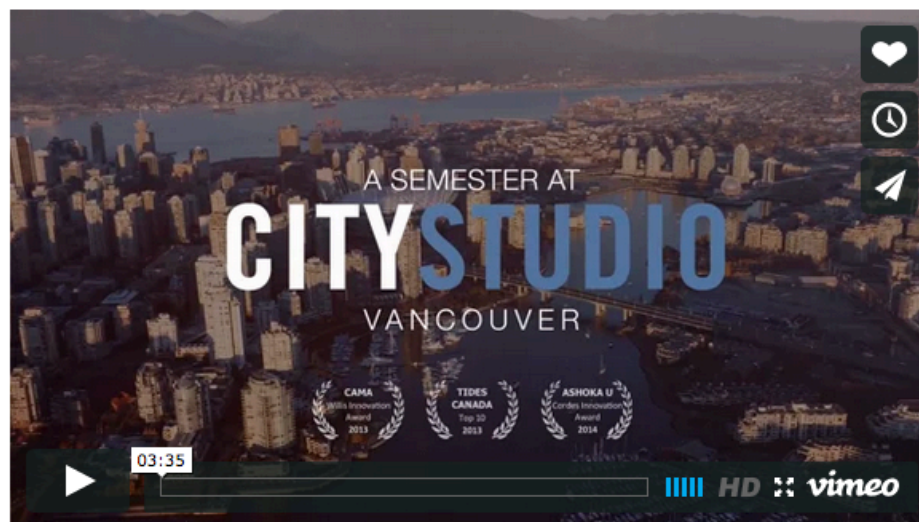 A SEMESTER AT
CITYSTUDIO
VANCOUVER
CAMA
Willis Innovation
Award
2013
TIDES
CANADA
Top 10
2013
ASHOKA U
Cordes Innovation
Award
2014
03:35
HD
vimeo